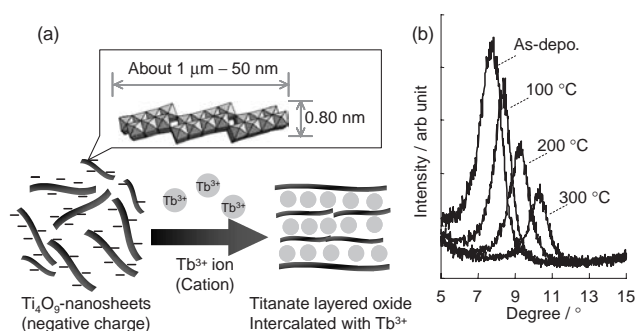 (a)
About 1 μm – 50 nm
0.80 nm
Tb³⁺
Tb³⁺
Tb³⁺
Tb³⁺ ion
(Cation)
Ti₄O₉-nanosheets
(negative charge)
Titanate layered oxide
Intercalated with Tb³⁺
(b)
As-depo.
100 °C
200 °C
300 °C
Intensity / arb unit
5
7
9
11
13
15
Degree / °